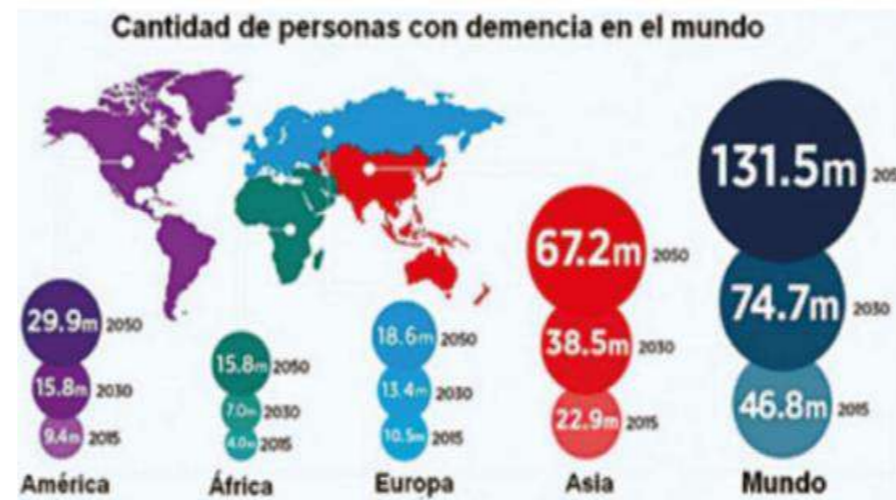 Cantidad de personas con demencia en el mundo
29.9m 2050
15.8m 2030
9.4m 2015
América
15.8m 2050
7.0m 2030
4.0m 2015
África
18.6m 2050
13.4m 2030
10.5m 2015
Europa
67.2m 2050
38.5m 2030
22.9m 2015
Asia
131.5m
74.7m 2030
46.8m 2015
Mundo